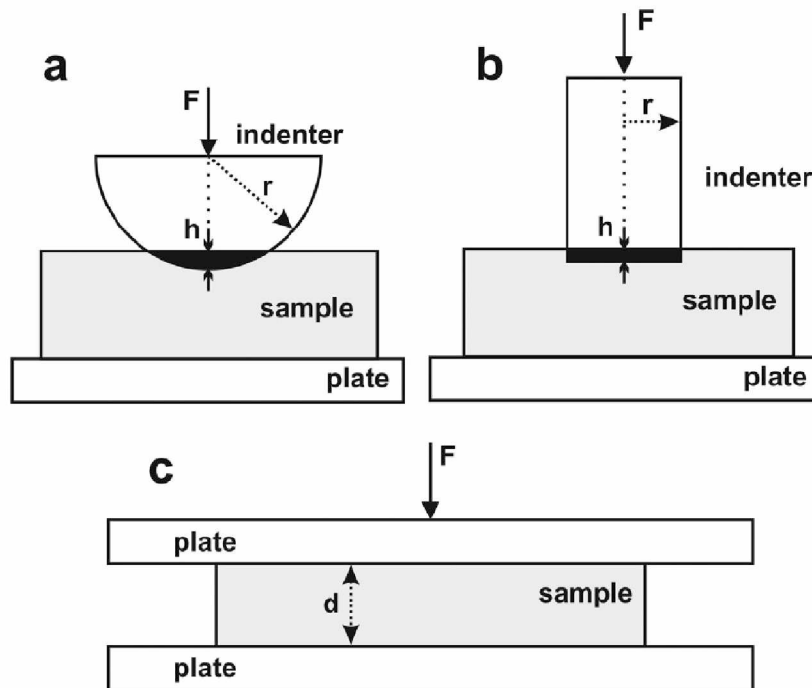 a
F
indenter
r
h
sample
plate
b
F
r
indenter
h
sample
plate
c
F
plate
d
sample
plate